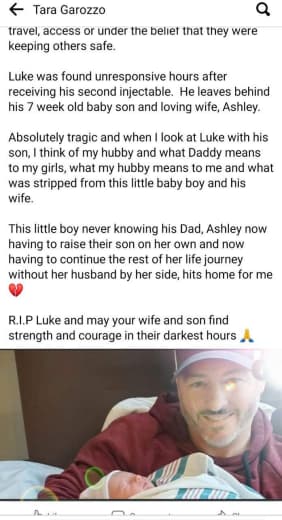 Tara Garozzo
travel, access or under the belief that they were
keeping others safe.
Luke was found unresponsive hours after
receiving his second injectable.  He leaves behind
his 7 week old baby son and loving wife, Ashley.
Absolutely tragic and when I look at Luke with his
son, I think of my hubby and what Daddy means
to my girls, what my hubby means to me and what
was stripped from this little baby boy and his
wife.
This little boy never knowing his Dad, Ashley now
having to raise their son on her own and now
having to continue the rest of her life journey
without her husband by her side, hits home for me
💔
R.I.P Luke and may your wife and son find
strength and courage in their darkest hours 🙏